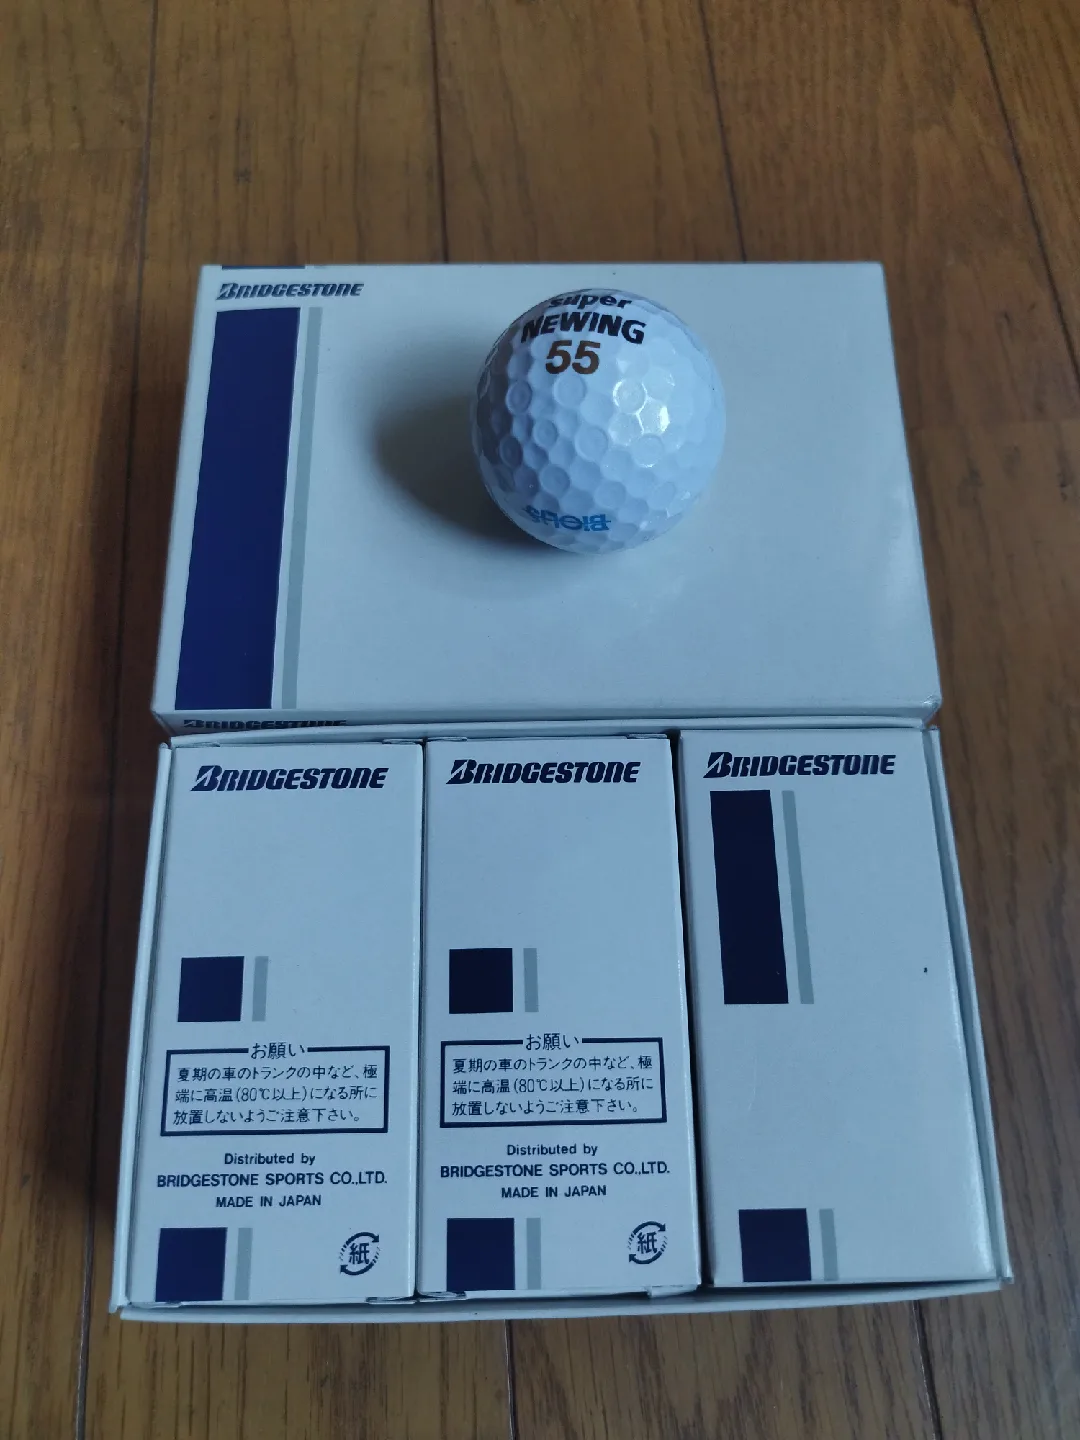 BRIDGESTONE
super
NEWING
55
BRIDGESTONE
BRIDGESTONE
お願い
夏期の車のトランクの中など、極
端に高温(80℃以上)になる所に
放置しないようご注意下さい。
Distributed by
BRIDGESTONE SPORTS CO.,LTD.
MADE IN JAPAN
紙
BRIDGESTONE
お願い
夏期の車のトランクの中など、極
端に高温(80℃以上)になる所に
放置しないようご注意下さい。
Distributed by
BRIDGESTONE SPORTS CO.,LTD.
MADE IN JAPAN
紙
BRIDGESTONE